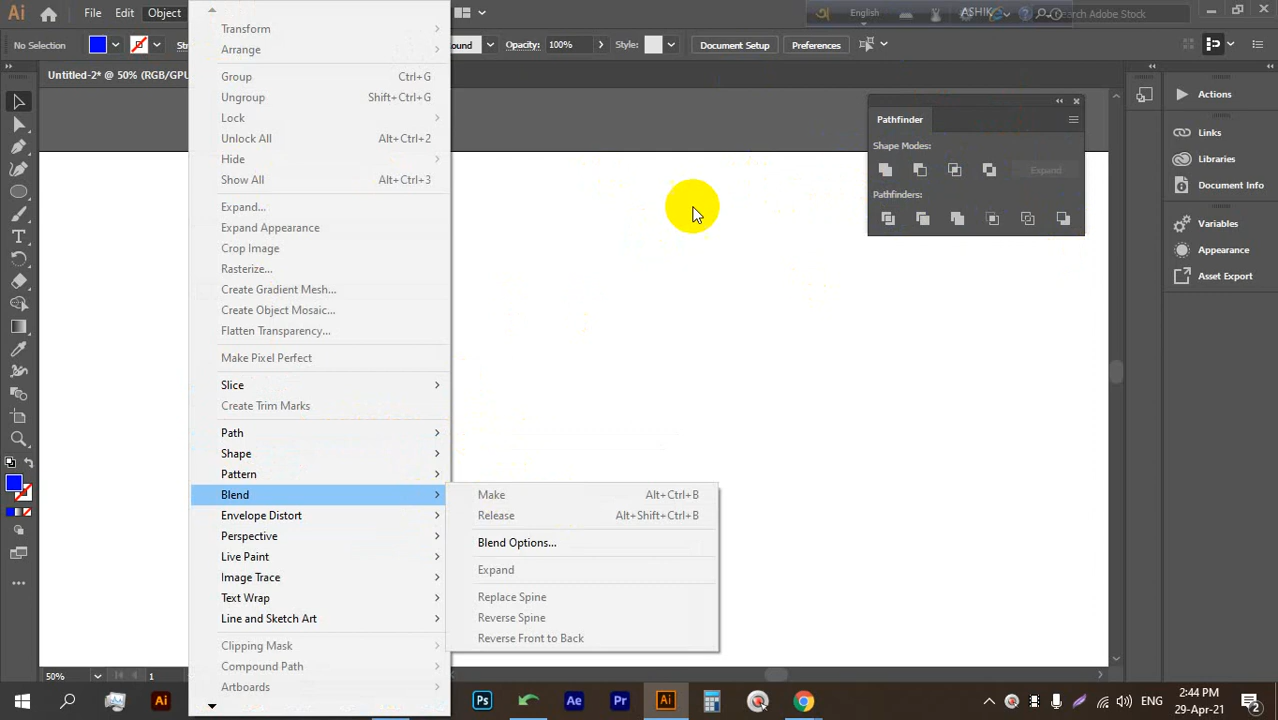 Ai File Edit Object English ASHIK Search Adobe Stock
No Selection ound Opacity: 100% Style: Document Setup Preferences
Untitled-2* @ 50% (RGB/GPU
Transform
Arrange
Group Ctrl+G
Ungroup Shift+Ctrl+G
Lock
Unlock All Alt+Ctrl+2
Hide
Show All Alt+Ctrl+3
Expand...
Expand Appearance
Crop Image
Rasterize...
Create Gradient Mesh...
Create Object Mosaic...
Flatten Transparency...
Make Pixel Perfect
Slice
Create Trim Marks
Path
Shape
Pattern
Blend
Envelope Distort
Perspective
Live Paint
Image Trace
Text Wrap
Line and Sketch Art
Clipping Mask
Compound Path
Artboards
Make Alt+Ctrl+B
Release Alt+Shift+Ctrl+B
Blend Options...
Expand
Replace Spine
Reverse Spine
Reverse Front to Back
Pathfinder
Shape Modes:
Expand
Pathfinders:
Actions
Links
Libraries
Document Info
Variables
Appearance
Asset Export
50% 1
Ai Ps Ae Pr Ai ENG 2:44 PM
29-Apr-21 2